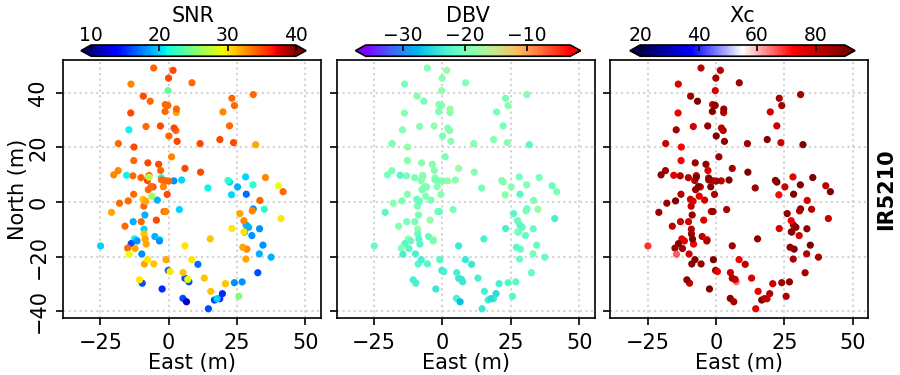 SNR DBV Xc
10 20 30 40 −30 −20 −10 20 40 60 80
40
20
0
−20
−40
North (m)
IR5210
−25 0 25 50 −25 0 25 50 −25 0 25 50
East (m) East (m) East (m)